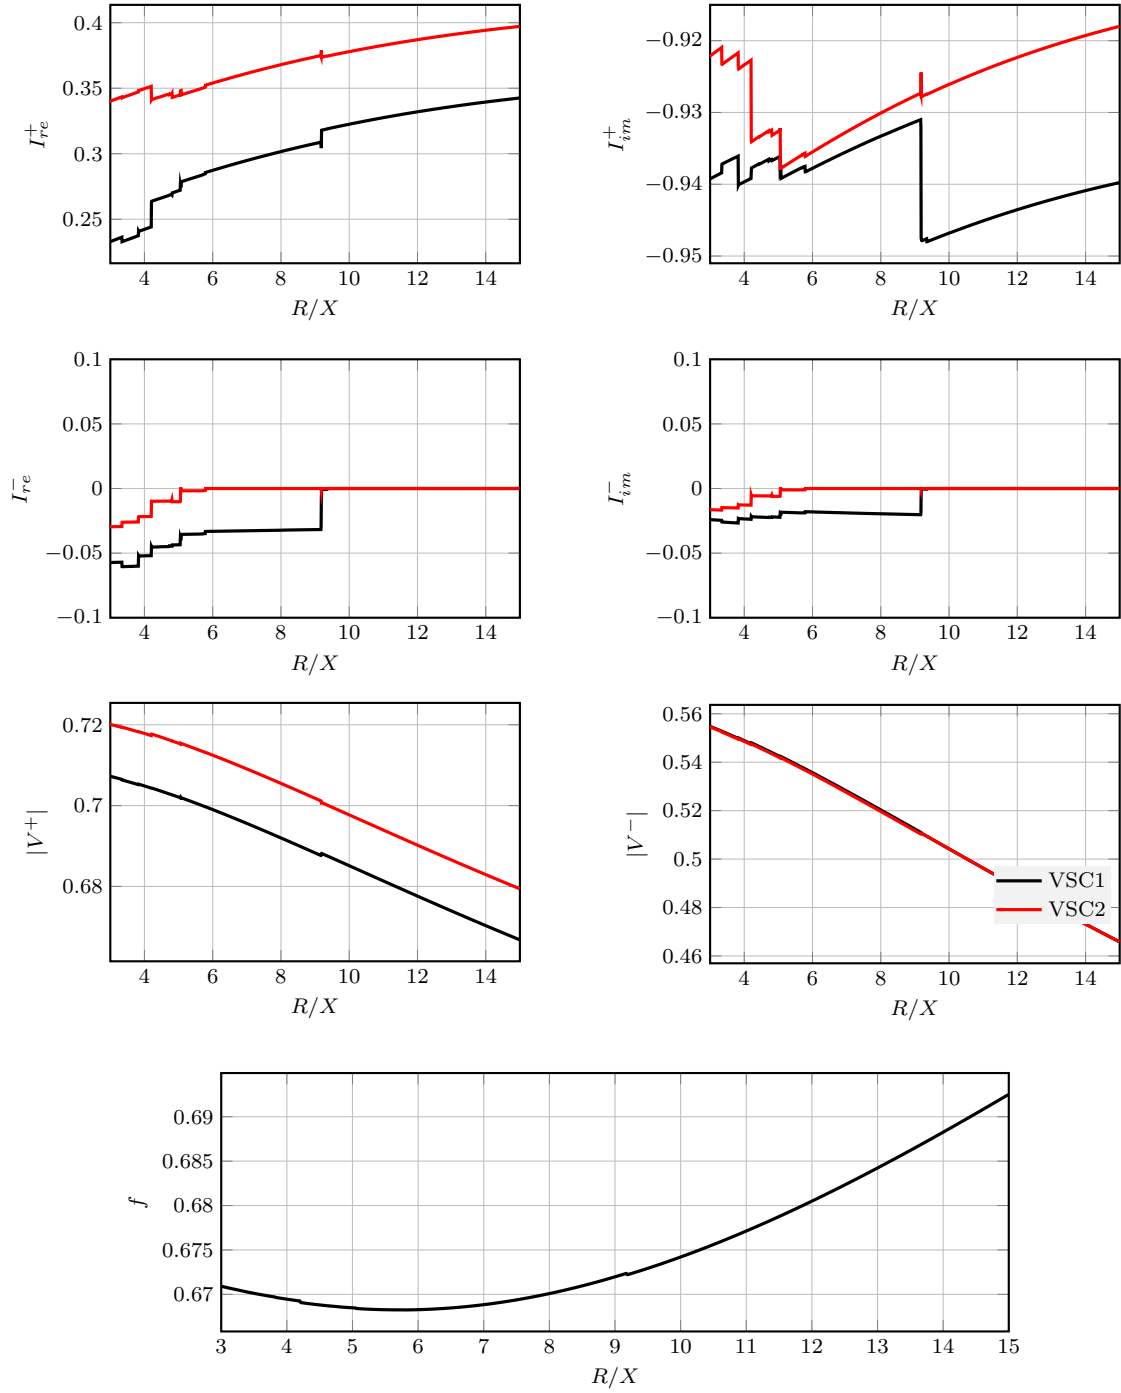 0.4
0.35
0.3
0.25
I_{re}^{+}
4 6 8 10 12 14
R/X
−0.92
−0.93
−0.94
−0.95
I_{im}^{+}
4 6 8 10 12 14
R/X
0.1
0.05
0
−0.05
−0.1
I_{re}^{−}
4 6 8 10 12 14
R/X
0.1
0.05
0
−0.05
−0.1
I_{im}^{−}
4 6 8 10 12 14
R/X
0.72
0.7
0.68
|V^{+}|
4 6 8 10 12 14
R/X
0.56
0.54
0.52
0.5
0.48
0.46
|V^{−}|
VSC1
VSC2
4 6 8 10 12 14
R/X
0.69
0.685
0.68
0.675
0.67
f
3 4 5 6 7 8 9 10 11 12 13 14 15
R/X